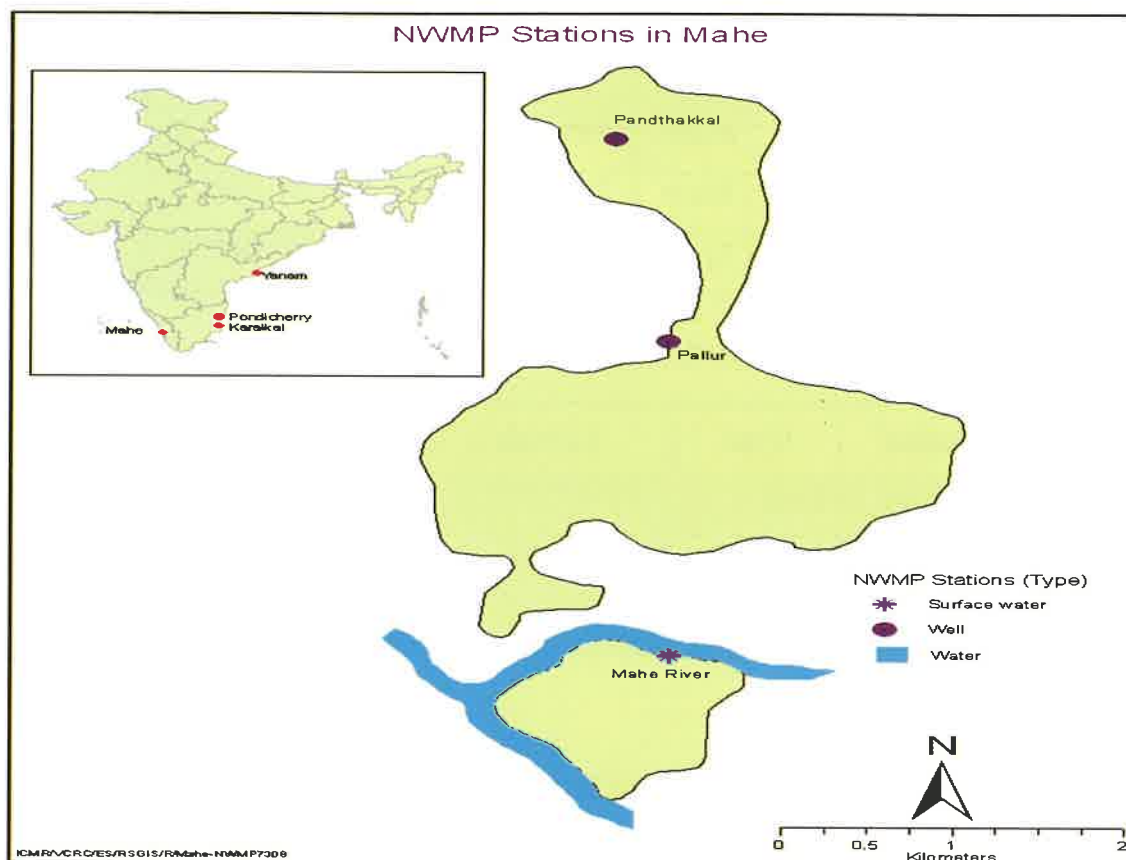 NWMP Stations in Mahe
Pandthakkal
Yanam
Pondicherry
Karaikal
Mahe
Pallur
NWMP Stations (Type)
Surface water
Well
Water
Mahe River
N
0 0.5 1 2
Kilometers
ICMR/VCRC/ES/RSGIS/R/Mahe-NWMP7308